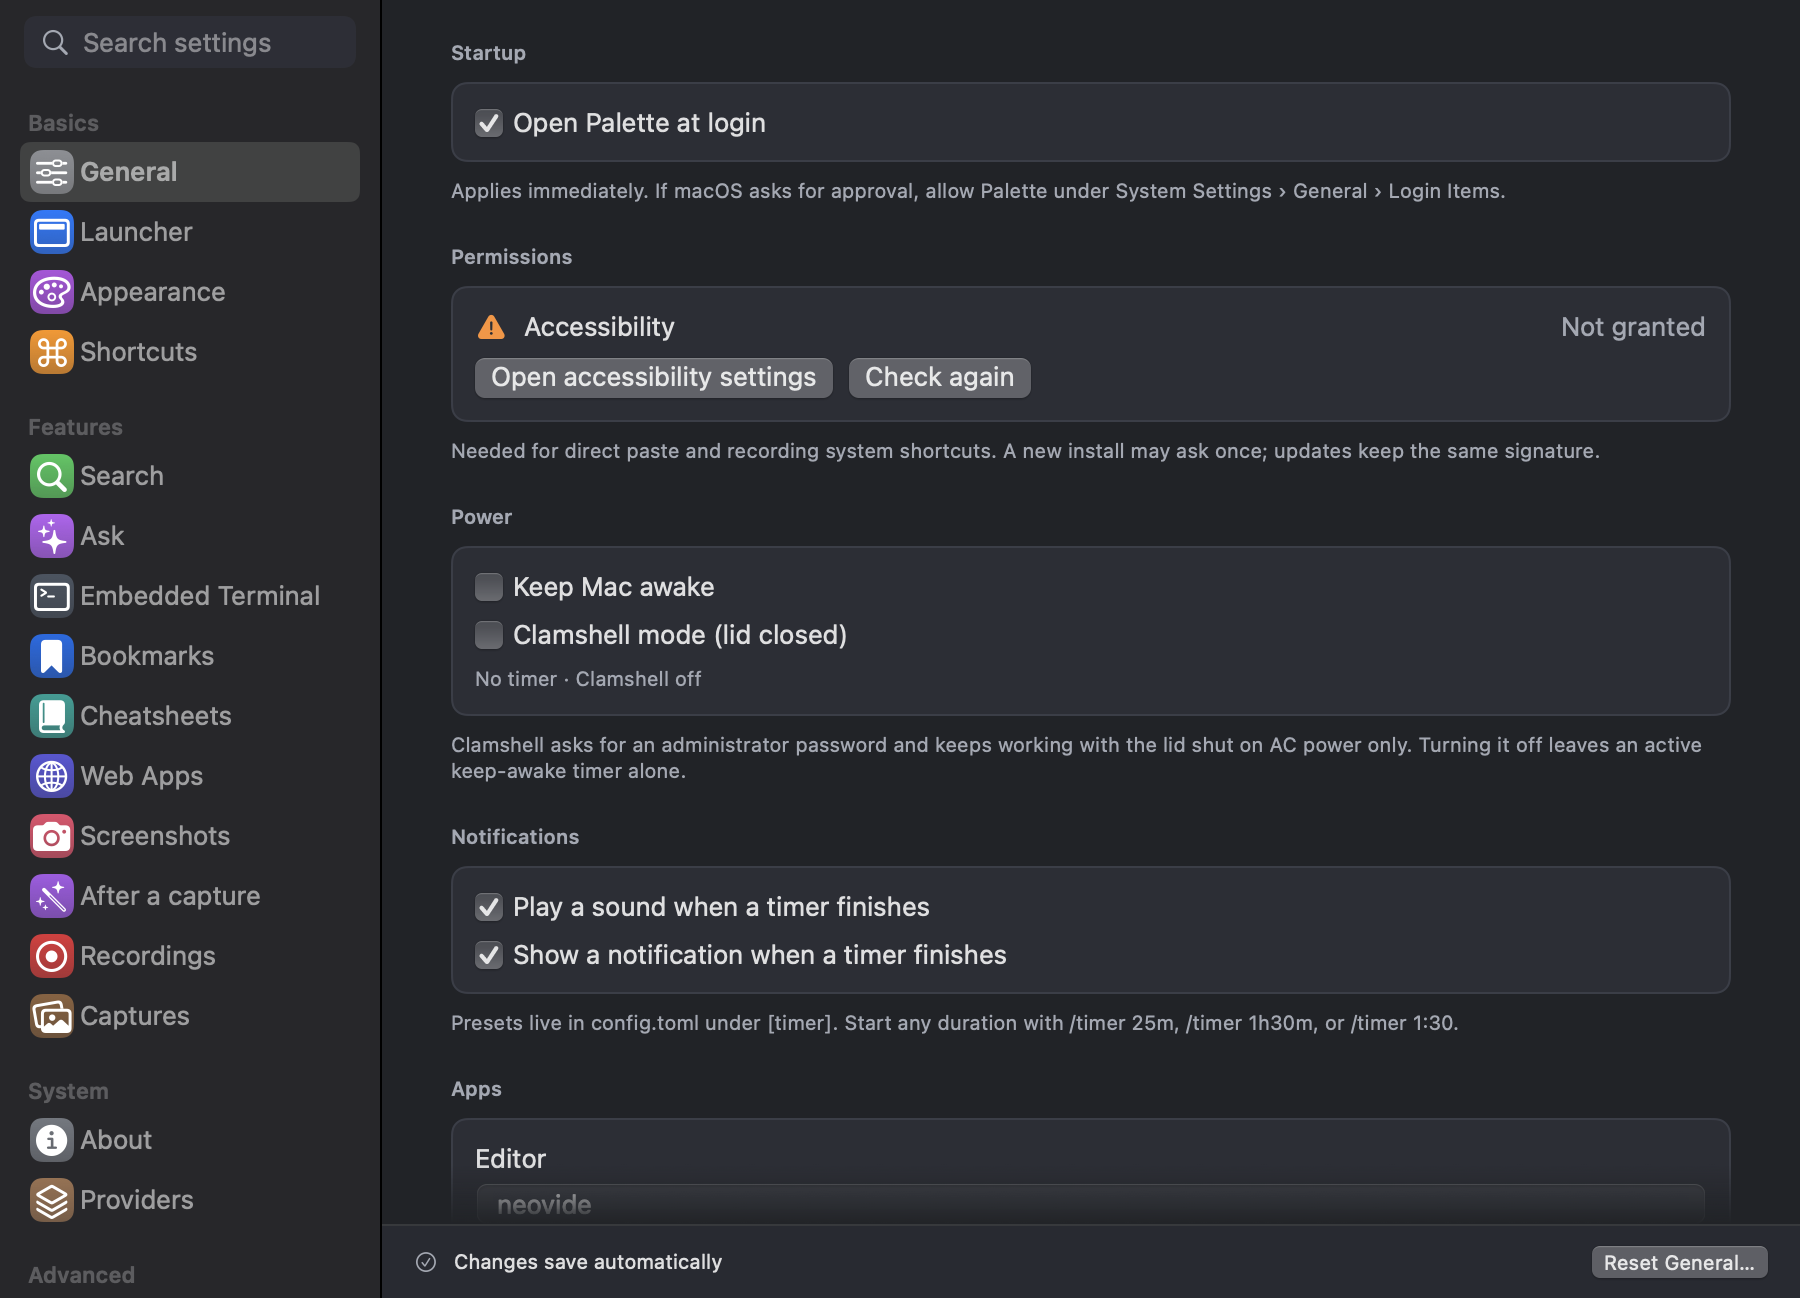 Search settings
Basics
General
Launcher
Appearance
Shortcuts
Features
Search
Ask
Embedded Terminal
Bookmarks
Cheatsheets
Web Apps
Screenshots
After a capture
Recordings
Captures
System
About
Providers
Advanced
Startup
Open Palette at login
Applies immediately. If macOS asks for approval, allow Palette under System Settings › General › Login Items.
Permissions
Accessibility
Not granted
Open accessibility settings
Check again
Needed for direct paste and recording system shortcuts. A new install may ask once; updates keep the same signature.
Power
Keep Mac awake
Clamshell mode (lid closed)
No timer · Clamshell off
Clamshell asks for an administrator password and keeps working with the lid shut on AC power only. Turning it off leaves an active
keep-awake timer alone.
Notifications
Play a sound when a timer finishes
Show a notification when a timer finishes
Presets live in config.toml under [timer]. Start any duration with /timer 25m, /timer 1h30m, or /timer 1:30.
Apps
Editor
neovide
Changes save automatically
Reset General...